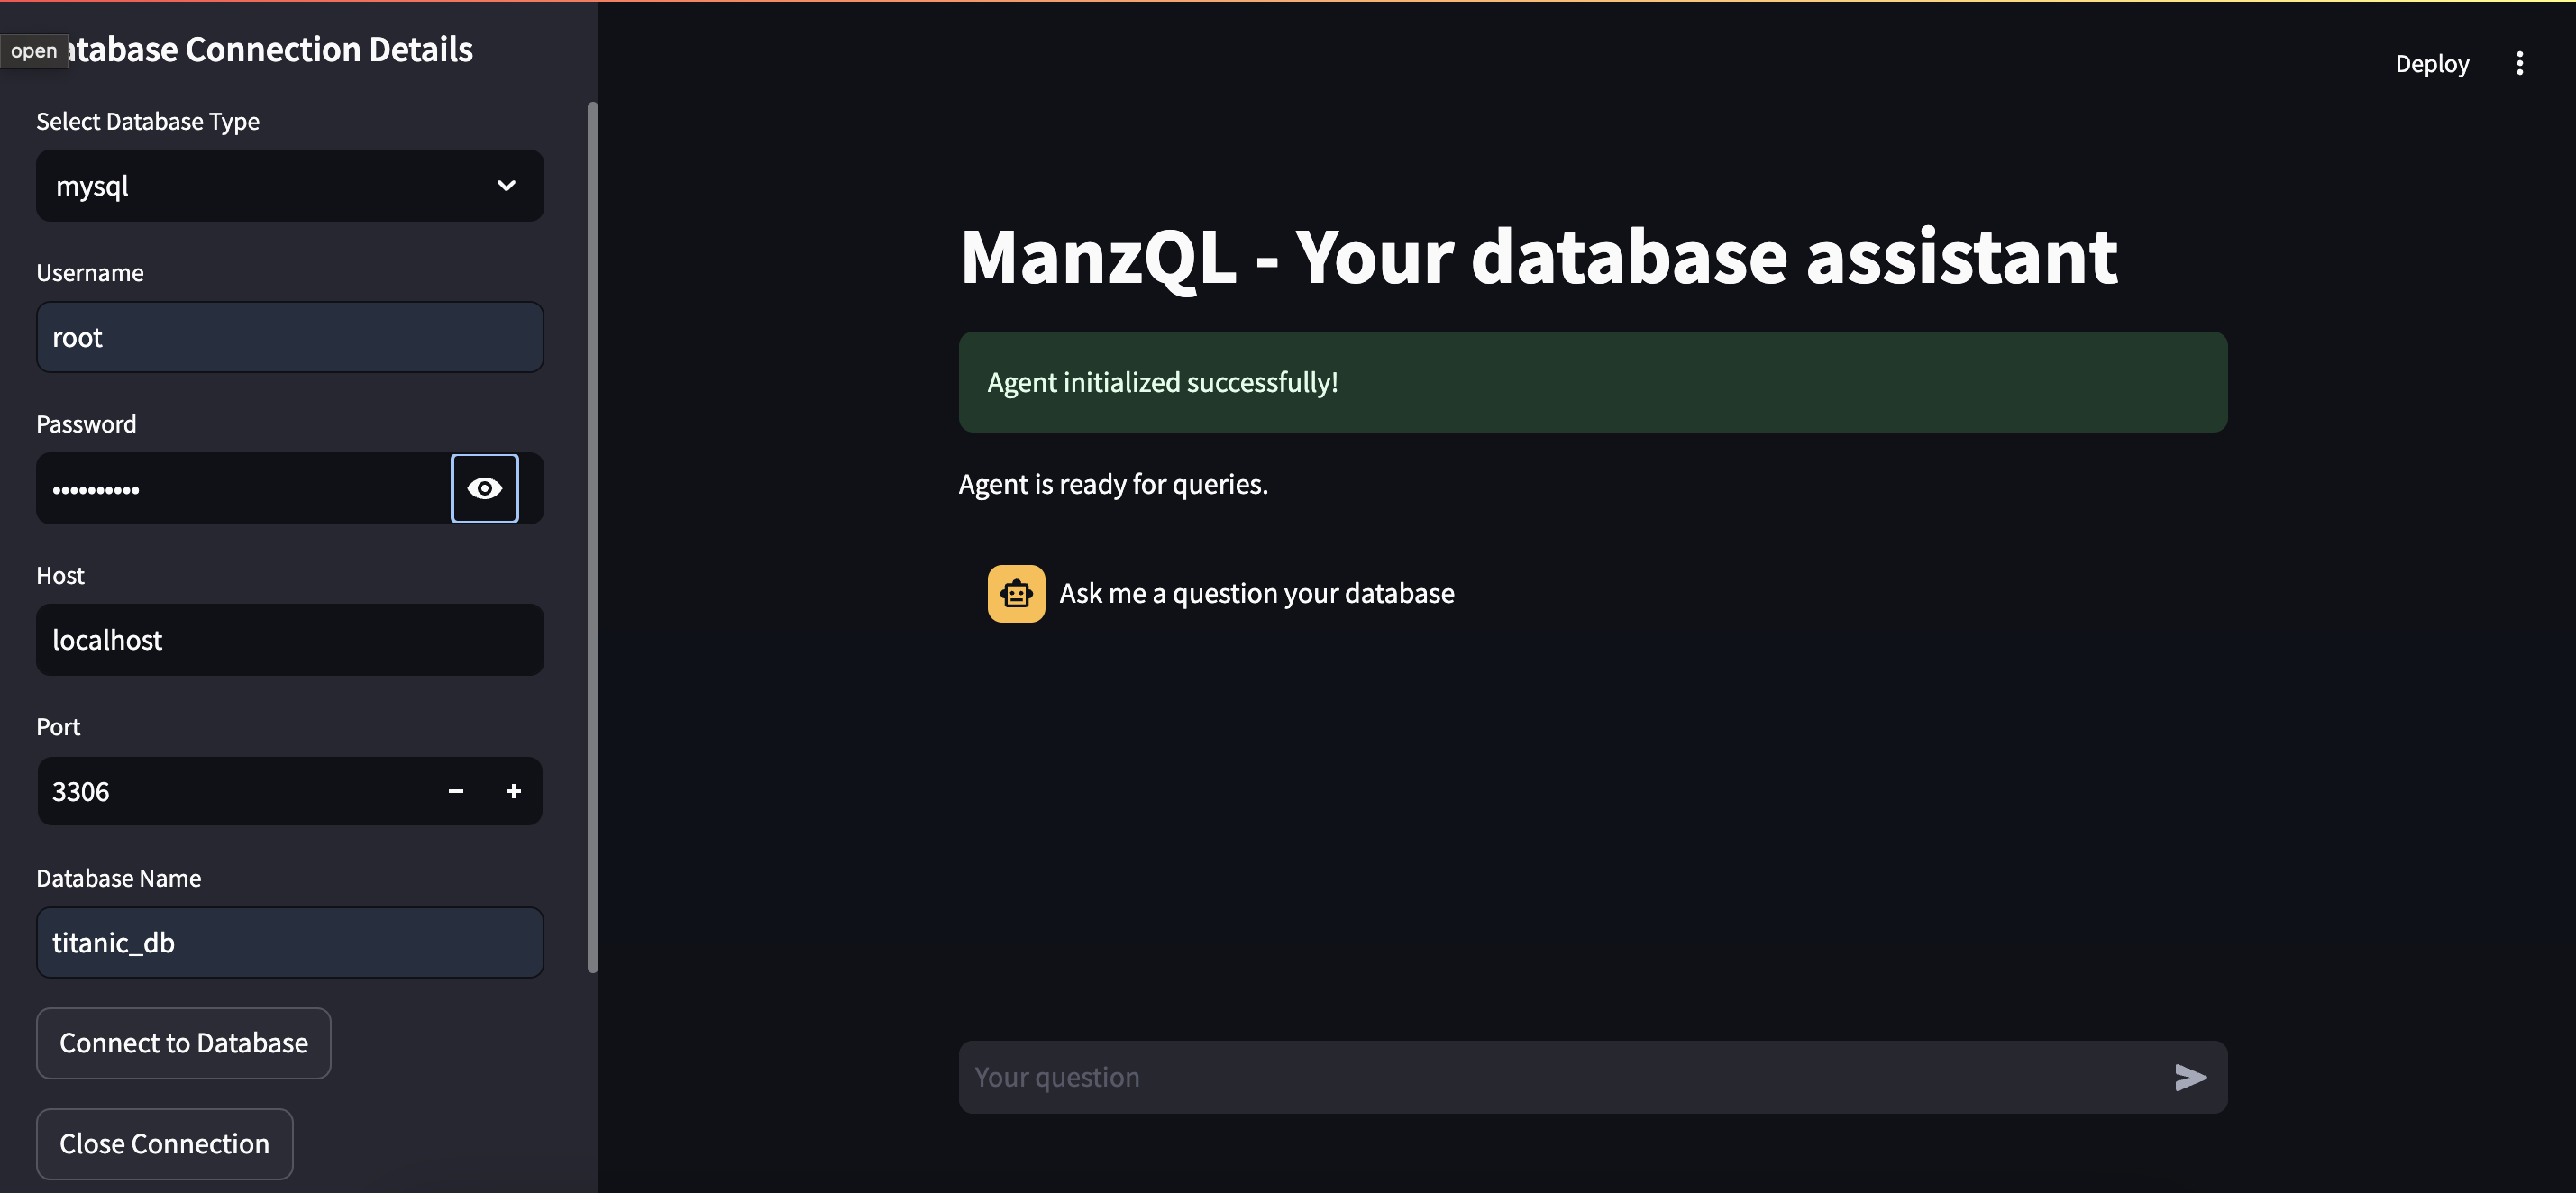 open
atabase Connection Details
Select Database Type
mysql
Username
root
Password
••••••••••
Host
localhost
Port
3306
− +
Database Name
titanic_db
Connect to Database
Close Connection
Deploy
ManzQL - Your database assistant
Agent initialized successfully!
Agent is ready for queries.
Ask me a question your database
Your question